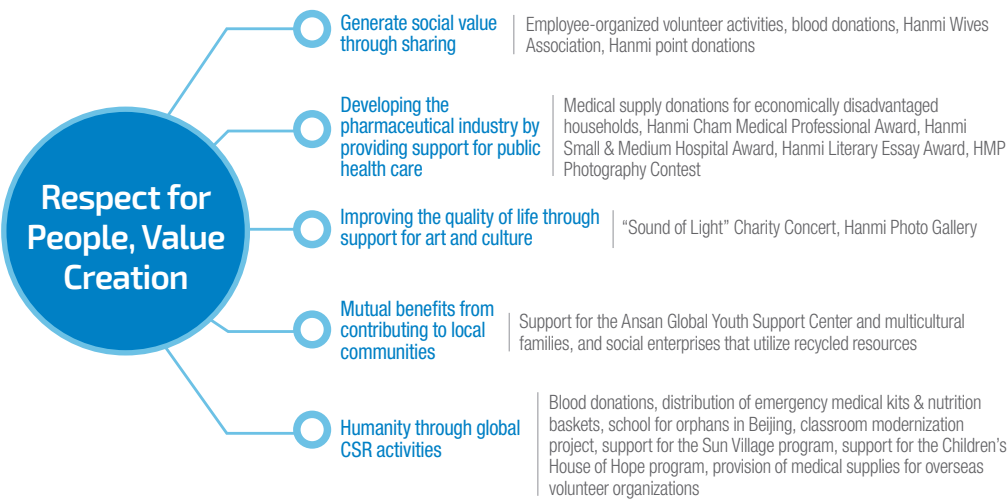 Respect for
People, Value
Creation
Generate social value
through sharing
Employee-organized volunteer activities, blood donations, Hanmi Wives
Association, Hanmi point donations
Developing the
pharmaceutical industry by
providing support for public
health care
Medical supply donations for economically disadvantaged
households, Hanmi Cham Medical Professional Award, Hanmi
Small & Medium Hospital Award, Hanmi Literary Essay Award, HMP
Photography Contest
Improving the quality of life through
support for art and culture
“Sound of Light” Charity Concert, Hanmi Photo Gallery
Mutual benefits from
contributing to local
communities
Support for the Ansan Global Youth Support Center and multicultural
families, and social enterprises that utilize recycled resources
Humanity through global
CSR activities
Blood donations, distribution of emergency medical kits & nutrition
baskets, school for orphans in Beijing, classroom modernization
project, support for the Sun Village program, support for the Children’s
House of Hope program, provision of medical supplies for overseas
volunteer organizations